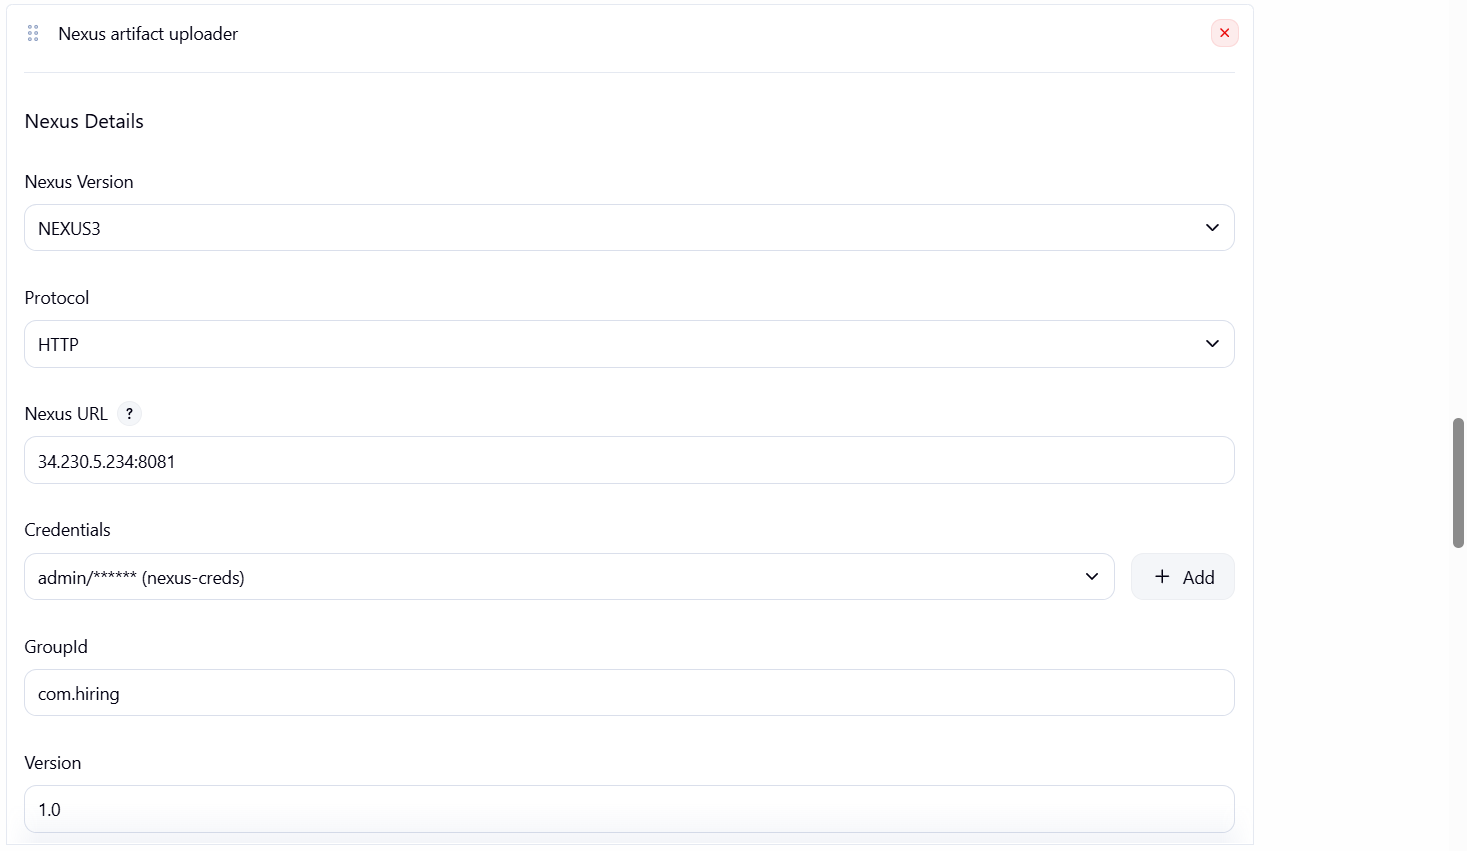 Nexus artifact uploader
Nexus Details
Nexus Version
NEXUS3
Protocol
HTTP
Nexus URL ?
34.230.5.234:8081
Credentials
admin/****** (nexus-creds)
+ Add
GroupId
com.hiring
Version
1.0